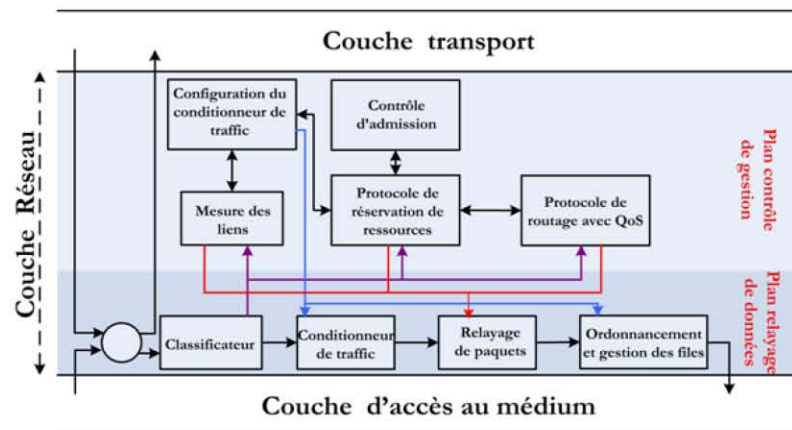 Couche transport
Configuration du
conditionneur de
traffic
Contrôle
d'admission
Mesure des
liens
Protocole de
réservation de
ressources
Protocole de
routage avec QoS
Plan contrôle
de gestion
Couche Réseau
Classificateur
Conditionneur
de traffic
Relayage
de paquets
Ordonnancement
et gestion des files
Plan relayage
de données
Couche d'accès au médium